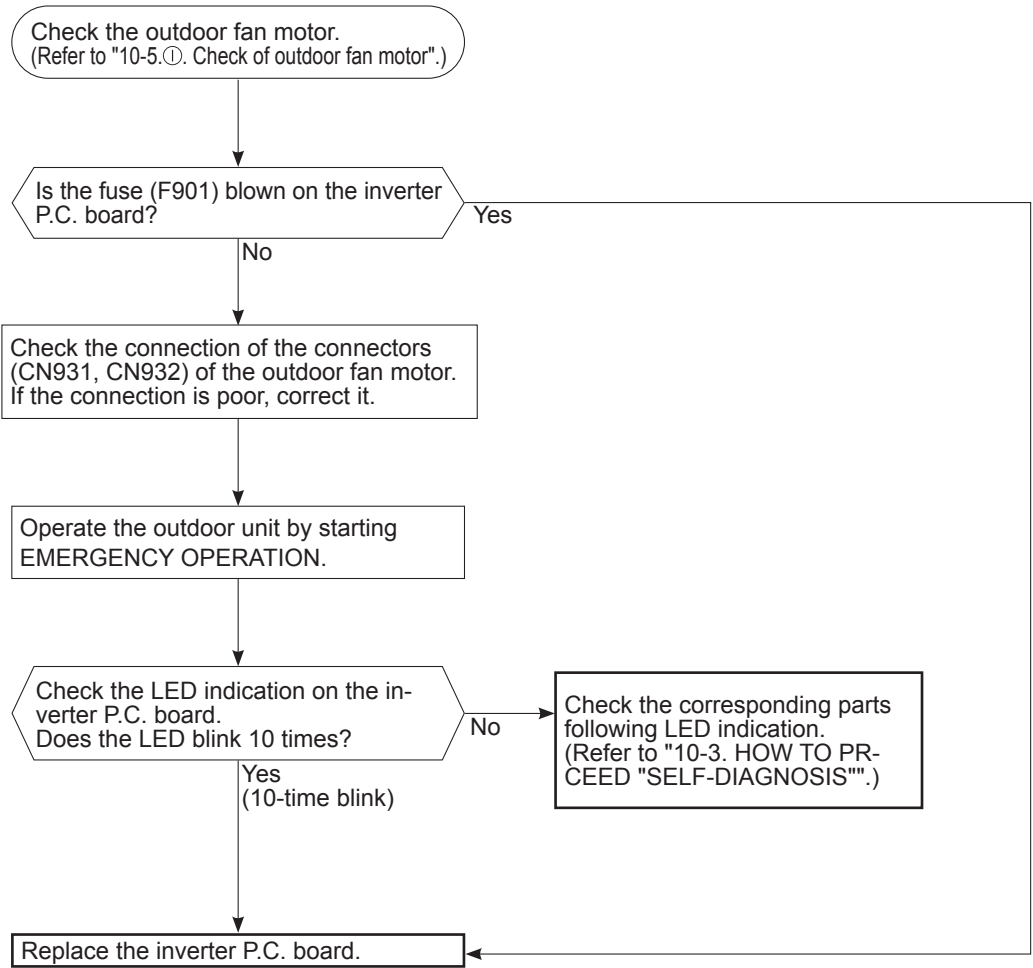 Check the outdoor fan motor.
(Refer to "10-5.Ⓘ. Check of outdoor fan motor".)
Is the fuse (F901) blown on the inverter
P.C. board?
Yes
No
Check the connection of the connectors
(CN931, CN932) of the outdoor fan motor.
If the connection is poor, correct it.
Operate the outdoor unit by starting
EMERGENCY OPERATION.
Check the LED indication on the in-
verter P.C. board.
Does the LED blink 10 times?
No
Check the corresponding parts
following LED indication.
(Refer to "10-3. HOW TO PR-
CEED "SELF-DIAGNOSIS"".)
Yes
(10-time blink)
Replace the inverter P.C. board.